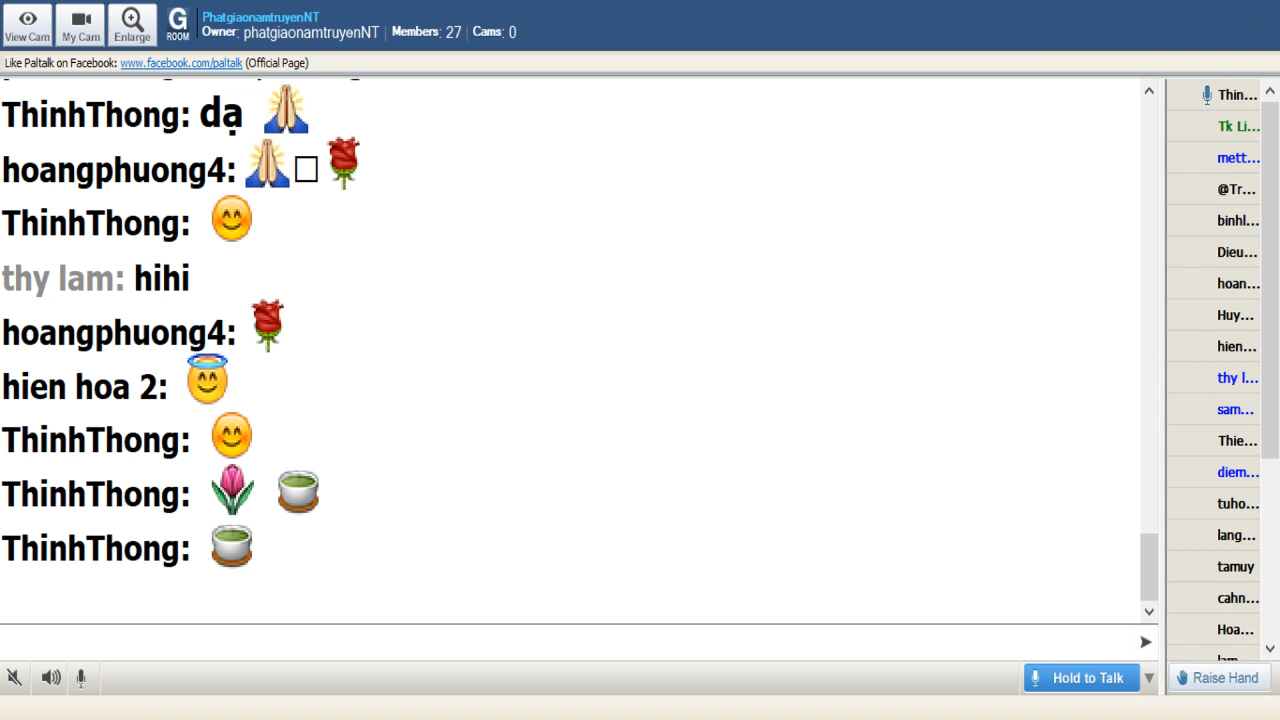 View Cam
My Cam
Enlarge
G
ROOM
PhatgiaonamtruyenNT
Owner: phatgiaonamtruyenNT Members: 27 Cams: 0
Like Paltalk on Facebook: www.facebook.com/paltalk (Official Page)
ThinhThong: dạ 🙏
hoangphuong4: 🙏□🌹
ThinhThong: 😊
thy lam: hihi
hoangphuong4: 🌹
hien hoa 2: 😇
ThinhThong: 😊
ThinhThong: 🌷 🍵
ThinhThong: 🍵
Thin...
Tk Li...
mett...
@Tr...
binhl...
Dieu...
hoan...
Huy...
hien...
thy l...
sam...
Thie...
diem...
tuho...
lang...
tamuy
cahn...
Hoa...
Hold to Talk
Raise Hand